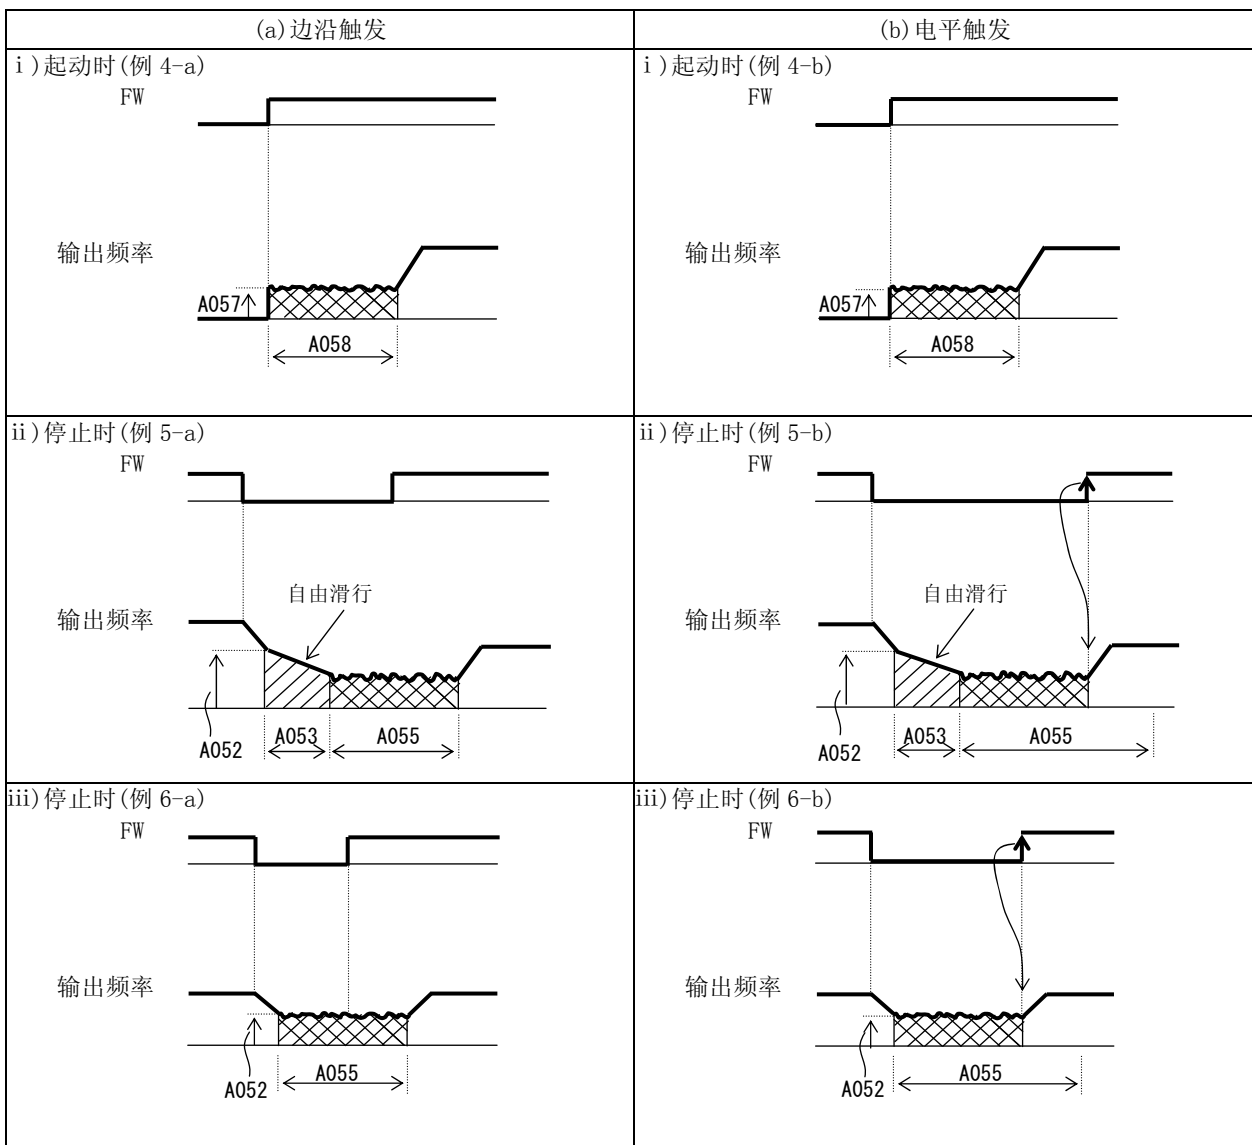 (a)边沿触发
(b)电平触发
ⅰ)起动时(例 4-a)
FW
输出频率
A057
A058
ⅰ)起动时(例 4-b)
FW
输出频率
A057
A058
ⅱ)停止时(例 5-a)
FW
自由滑行
输出频率
A052
A053
A055
ⅱ)停止时(例 5-b)
FW
自由滑行
输出频率
A052
A053
A055
ⅲ)停止时(例 6-a)
FW
输出频率
A052
A055
ⅲ)停止时(例 6-b)
FW
输出频率
A052
A055